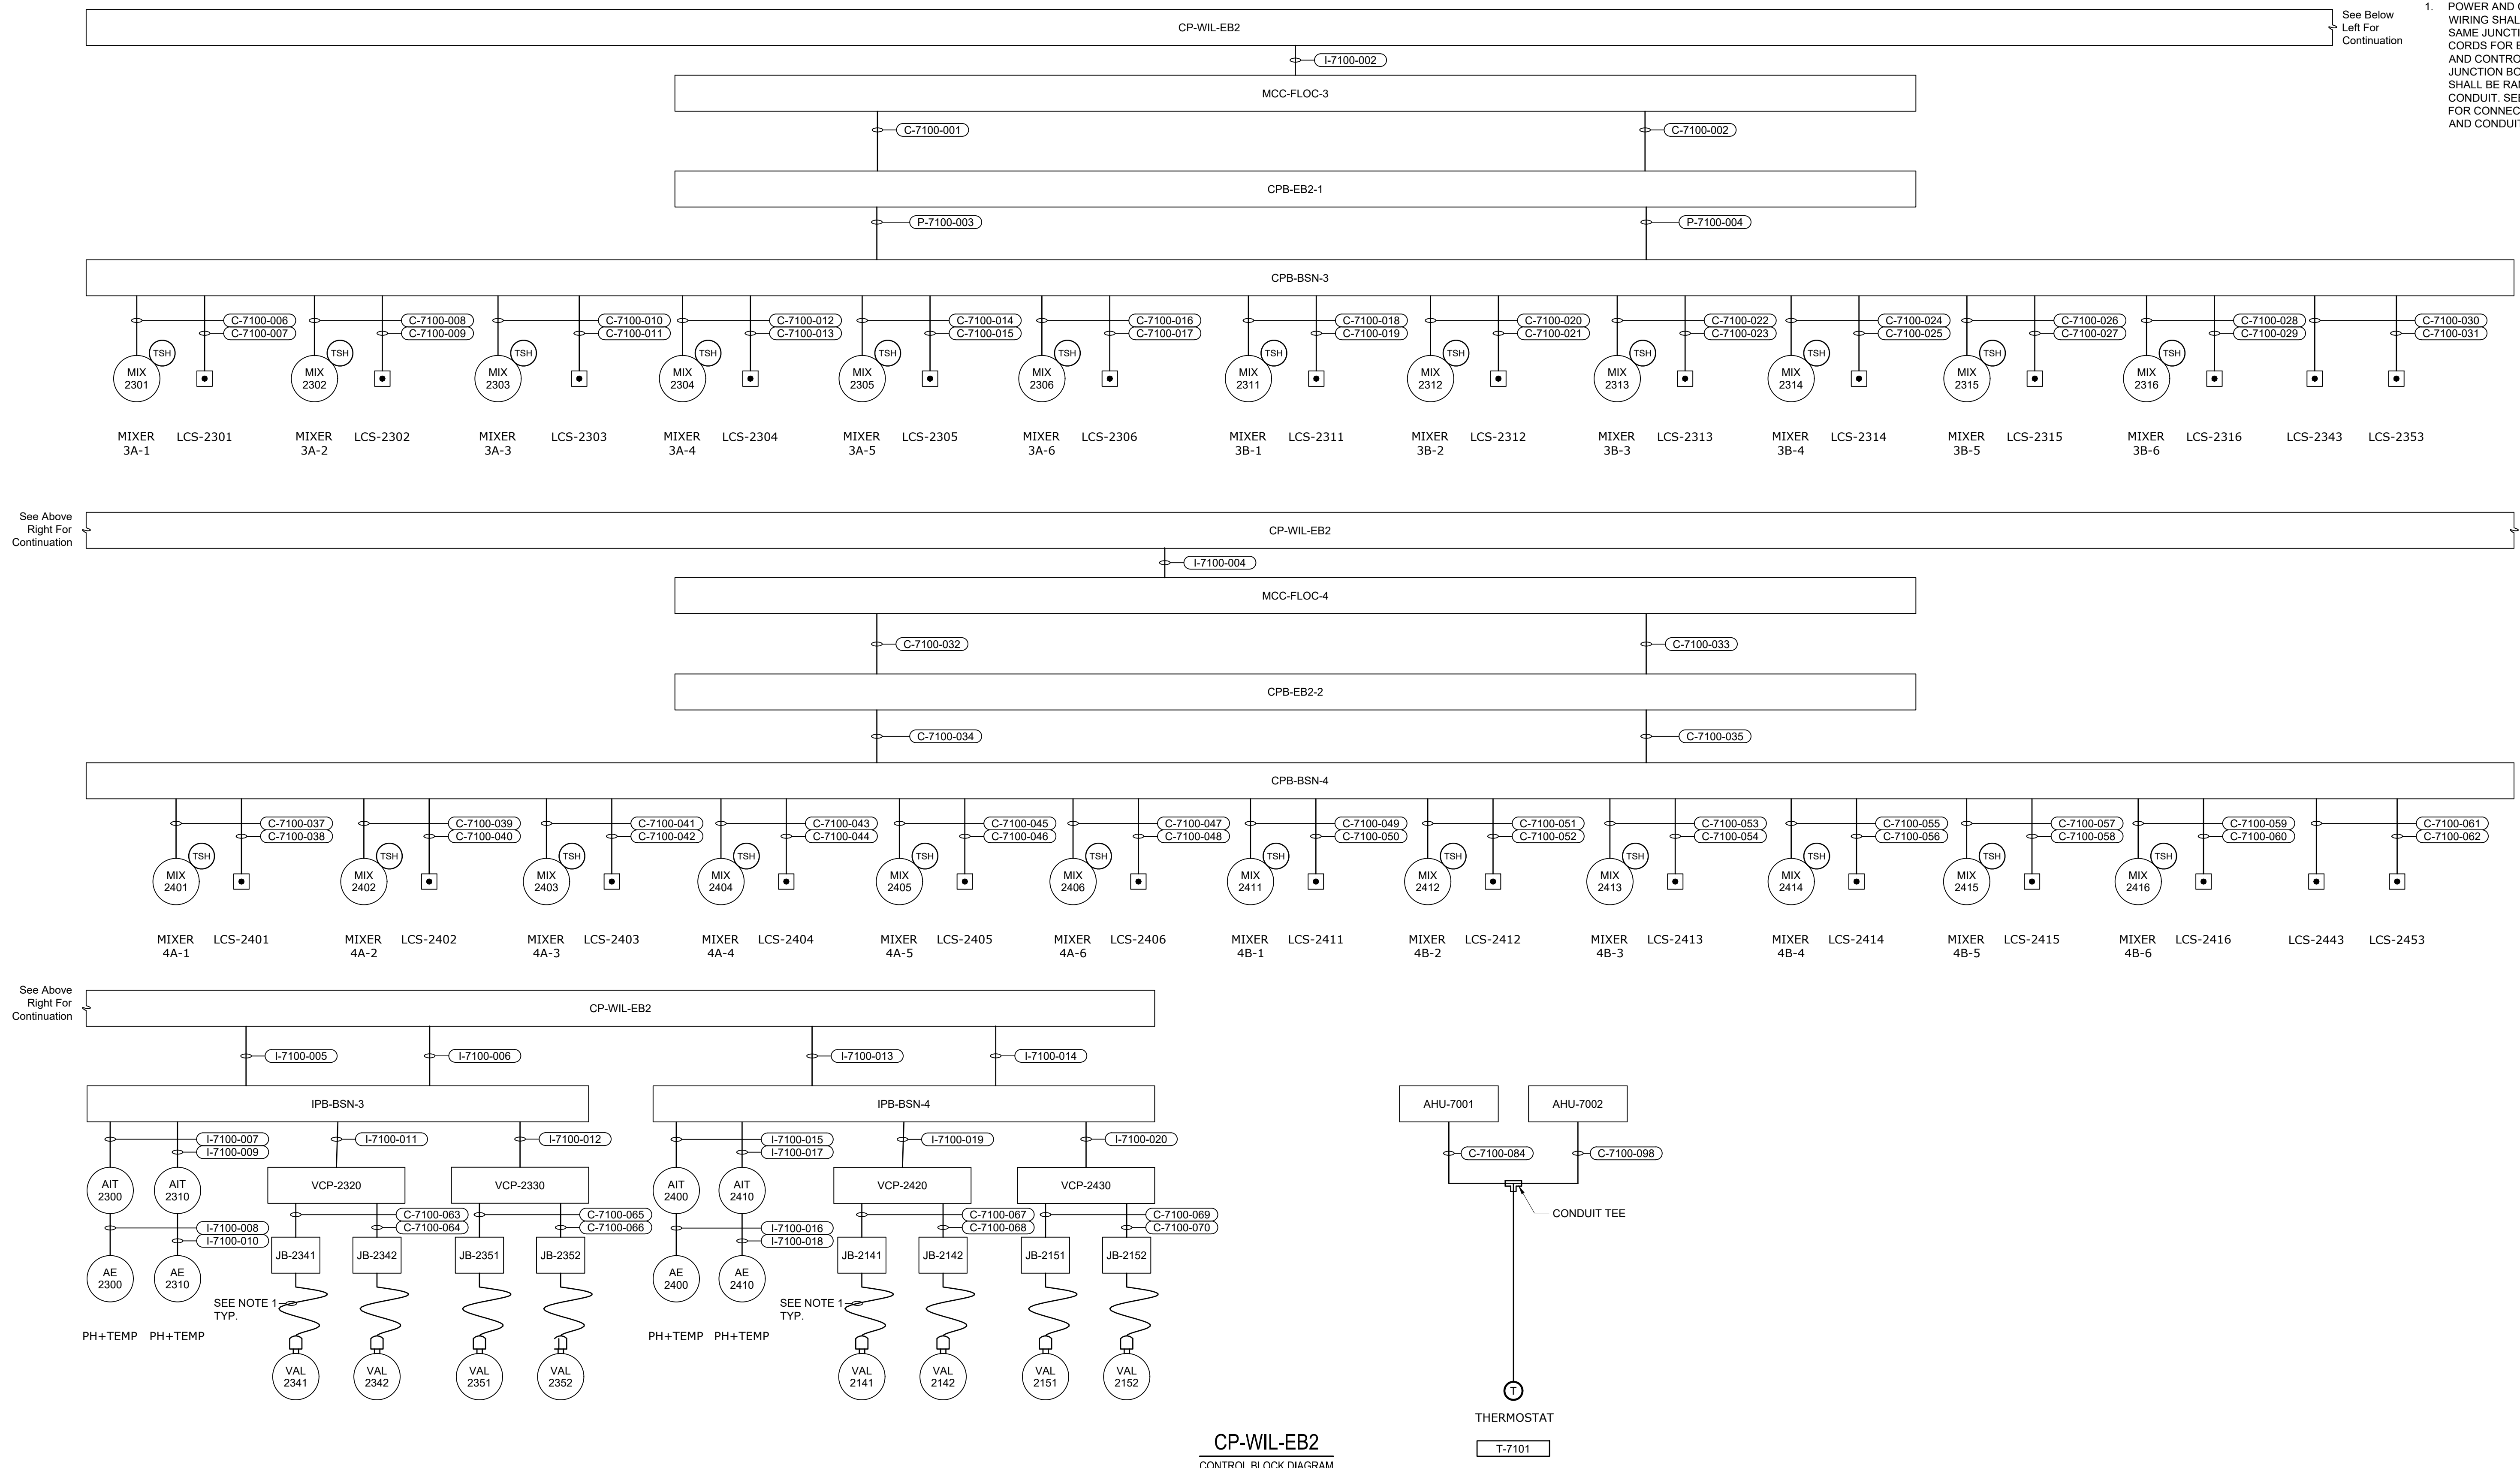 CP-WIL-EB2
See Below
Left For
Continuation
1. POWER AND
WIRING SHAL
SAME JUNCTI
CORDS FOR
AND CONTRO
JUNCTION BO
SHALL BE RA
CONDUIT. SE
FOR CONNEC
AND CONDUIT
I-7100-002
MCC-FLOC-3
C-7100-001
C-7100-002
CPB-EB2-1
P-7100-003
P-7100-004
CPB-BSN-3
C-7100-006
C-7100-007
C-7100-008
C-7100-009
C-7100-010
C-7100-011
C-7100-012
C-7100-013
C-7100-014
C-7100-015
C-7100-016
C-7100-017
C-7100-018
C-7100-019
C-7100-020
C-7100-021
C-7100-022
C-7100-023
C-7100-024
C-7100-025
C-7100-026
C-7100-027
C-7100-028
C-7100-029
C-7100-030
C-7100-031
TSH
MIX
2301
TSH
MIX
2302
TSH
MIX
2303
TSH
MIX
2304
TSH
MIX
2305
TSH
MIX
2306
TSH
MIX
2311
TSH
MIX
2312
TSH
MIX
2313
TSH
MIX
2314
TSH
MIX
2315
TSH
MIX
2316
MIXER
3A-1
LCS-2301
MIXER
3A-2
LCS-2302
MIXER
3A-3
LCS-2303
MIXER
3A-4
LCS-2304
MIXER
3A-5
LCS-2305
MIXER
3A-6
LCS-2306
MIXER
3B-1
LCS-2311
MIXER
3B-2
LCS-2312
MIXER
3B-3
LCS-2313
MIXER
3B-4
LCS-2314
MIXER
3B-5
LCS-2315
MIXER
3B-6
LCS-2316
LCS-2343
LCS-2353
See Above
Right For
Continuation
CP-WIL-EB2
I-7100-004
MCC-FLOC-4
C-7100-032
C-7100-033
CPB-EB2-2
C-7100-034
C-7100-035
CPB-BSN-4
C-7100-037
C-7100-038
C-7100-039
C-7100-040
C-7100-041
C-7100-042
C-7100-043
C-7100-044
C-7100-045
C-7100-046
C-7100-047
C-7100-048
C-7100-049
C-7100-050
C-7100-051
C-7100-052
C-7100-053
C-7100-054
C-7100-055
C-7100-056
C-7100-057
C-7100-058
C-7100-059
C-7100-060
C-7100-061
C-7100-062
TSH
MIX
2401
TSH
MIX
2402
TSH
MIX
2403
TSH
MIX
2404
TSH
MIX
2405
TSH
MIX
2406
TSH
MIX
2411
TSH
MIX
2412
TSH
MIX
2413
TSH
MIX
2414
TSH
MIX
2415
TSH
MIX
2416
MIXER
4A-1
LCS-2401
MIXER
4A-2
LCS-2402
MIXER
4A-3
LCS-2403
MIXER
4A-4
LCS-2404
MIXER
4A-5
LCS-2405
MIXER
4A-6
LCS-2406
MIXER
4B-1
LCS-2411
MIXER
4B-2
LCS-2412
MIXER
4B-3
LCS-2413
MIXER
4B-4
LCS-2414
MIXER
4B-5
LCS-2415
MIXER
4B-6
LCS-2416
LCS-2443
LCS-2453
See Above
Right For
Continuation
CP-WIL-EB2
I-7100-005
I-7100-006
I-7100-013
I-7100-014
IPB-BSN-3
IPB-BSN-4
I-7100-007
I-7100-009
I-7100-011
I-7100-012
I-7100-015
I-7100-017
I-7100-019
I-7100-020
AIT
2300
AIT
2310
VCP-2320
VCP-2330
AIT
2400
AIT
2410
VCP-2420
VCP-2430
I-7100-008
I-7100-010
C-7100-063
C-7100-064
C-7100-065
C-7100-066
I-7100-016
I-7100-018
C-7100-067
C-7100-068
C-7100-069
C-7100-070
AE
2300
AE
2310
JB-2341
JB-2342
JB-2351
JB-2352
AE
2400
AE
2410
JB-2141
JB-2142
JB-2151
JB-2152
SEE NOTE 1
TYP.
SEE NOTE 1
TYP.
PH+TEMP
PH+TEMP
PH+TEMP
PH+TEMP
VAL
2341
VAL
2342
VAL
2351
VAL
2352
VAL
2141
VAL
2142
VAL
2151
VAL
2152
AHU-7001
AHU-7002
C-7100-084
C-7100-098
CONDUIT TEE
T
THERMOSTAT
T-7101
CP-WIL-EB2
CONTROL BLOCK DIAGRAM